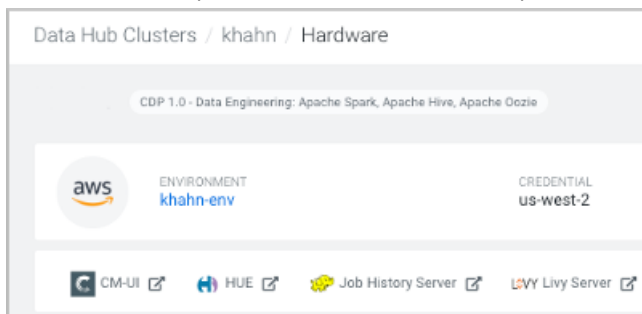 Data Hub Clusters / khahn / Hardware
CDP 1.0 - Data Engineering: Apache Spark, Apache Hive, Apache Oozie
aws
ENVIRONMENT
khahn-env
CREDENTIAL
us-west-2
CM-UI
HUE
Job History Server
LIVY Livy Server